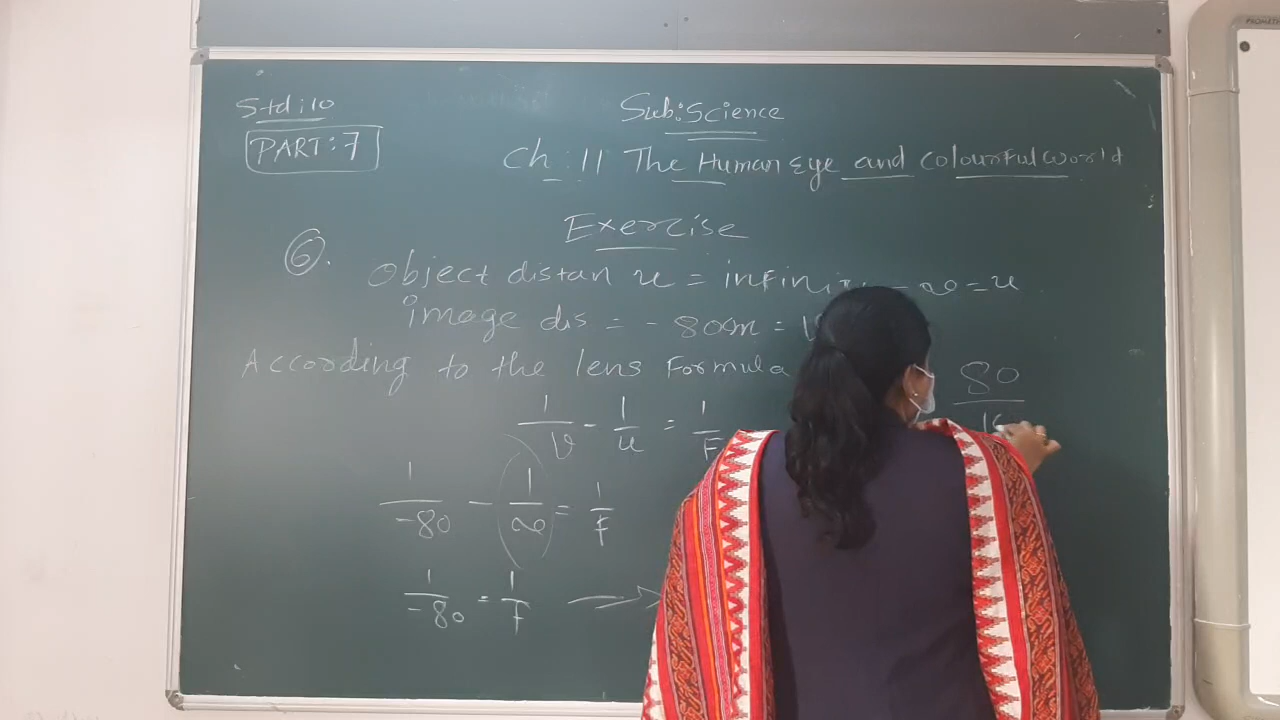 Std: 10
Sub: Science
PART: 7
Ch: 11 The Human Eye and Colourful World
Exercise
6.
Object distan u = = u
image dis = - 80cm =
According to the lens Formula
1/v - 1/u = 1/F
80
1/-80 - 1/∞ = 1/F
1/-80 = 1/F →
PROMETH